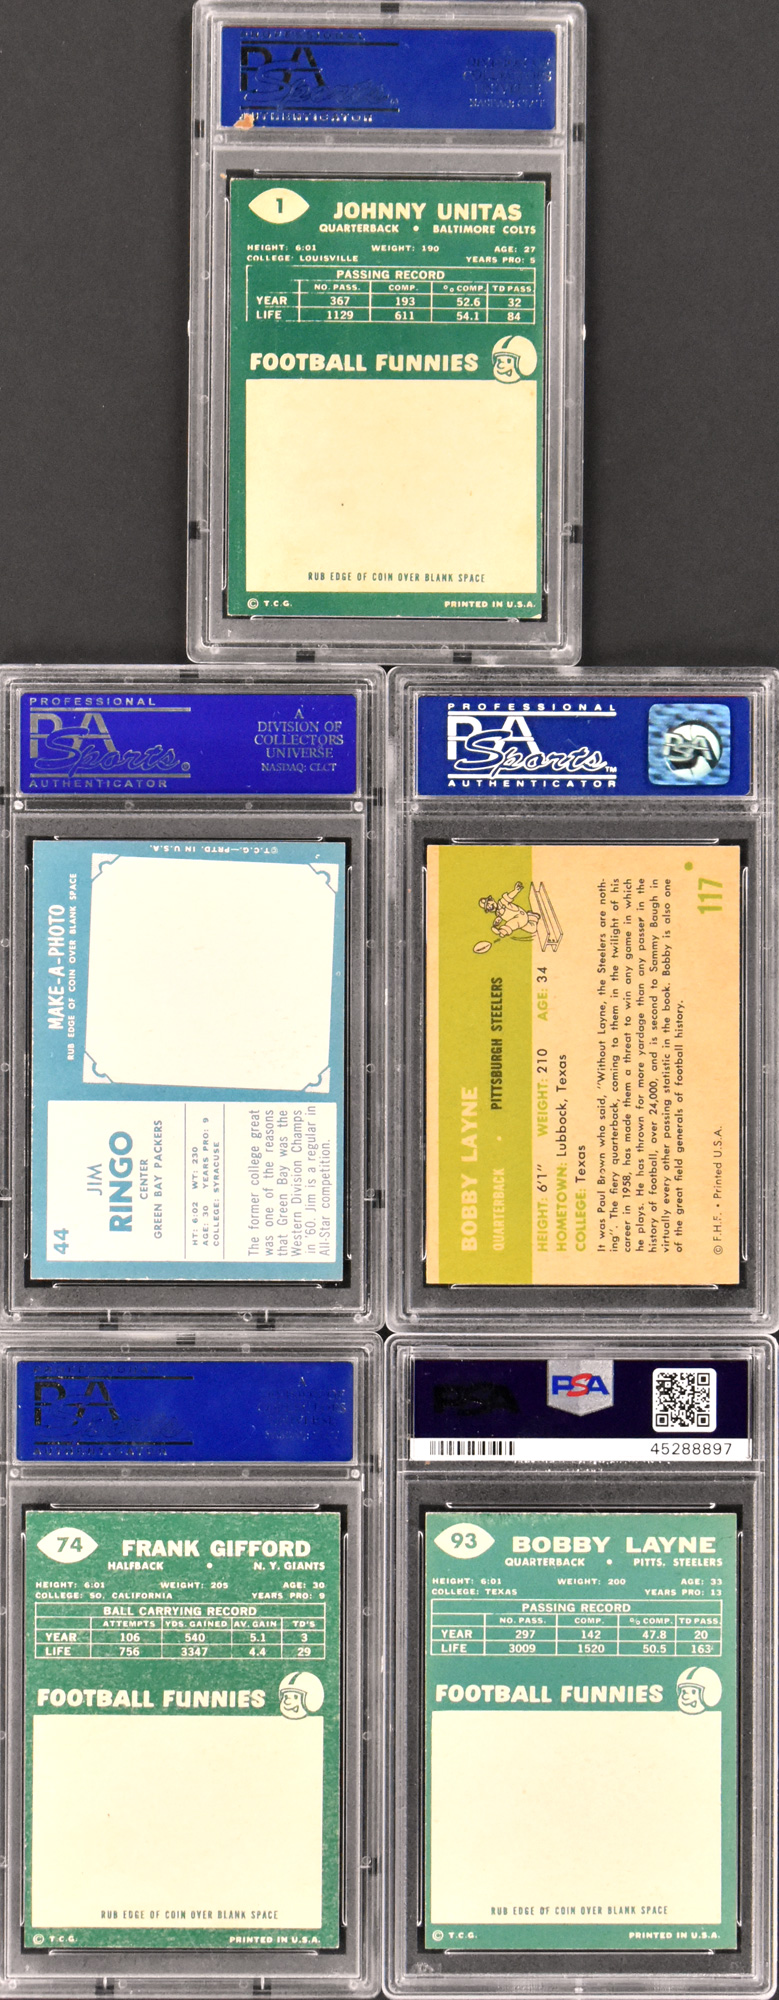 PROFESSIONAL
PSA
Sports
AUTHENTICATOR
A
DIVISION OF
COLLECTORS
UNIVERSE
NASDAQ: CLCT
1
JOHNNY UNITAS
QUARTERBACK • BALTIMORE COLTS
HEIGHT: 6:01 WEIGHT: 190 AGE: 27
COLLEGE: LOUISVILLE YEARS PRO: 5
PASSING RECORD
NO. PASS. COMP. % COMP. TD PASS
YEAR 367 193 52.6 32
LIFE 1129 611 54.1 84
FOOTBALL FUNNIES
RUB EDGE OF COIN OVER BLANK SPACE
© T.C.G. PRINTED IN U.S.A.
PROFESSIONAL
PSA
Sports
AUTHENTICATOR
A
DIVISION OF
COLLECTORS
UNIVERSE
NASDAQ: CLCT
44
JIM
RINGO
CENTER
GREEN BAY PACKERS
HT: 6:02 WT: 230
AGE: 30 YEARS PRO: 9
COLLEGE: SYRACUSE
The former college great
was one of the reasons
that Green Bay was the
Western Division Champs
in '60. Jim is a regular in
All-Star competition.
MAKE-A-PHOTO
RUB EDGE OF COIN OVER BLANK SPACE
©T.C.G.—PRTD. IN U.S.A.
PROFESSIONAL
PSA
Sports™
AUTHENTICATOR
PSA
BOBBY LAYNE
QUARTERBACK • PITTSBURGH STEELERS
HEIGHT: 6'1" WEIGHT: 210 AGE: 34
HOMETOWN: Lubbock, Texas
COLLEGE: Texas
It was Paul Brown who said, "Without Layne, the Steelers are noth-
ing". The fiery quarterback, coming to them in the twilight of his
career in 1958, has made them a threat to win any game in which
he plays. He has thrown for more yardage than any passer in the
history of football, over 24,000, and is second to Sammy Baugh in
virtually every other passing statistic in the book. Bobby is also one
of the great field generals of football history.
© F.H.F. • Printed U.S.A.
117
PSA
74
FRANK GIFFORD
HALFBACK • N. Y. GIANTS
HEIGHT: 6:01 WEIGHT: 205 AGE: 30
COLLEGE: SO. CALIFORNIA YEARS PRO: 9
BALL CARRYING RECORD
ATTEMPTS YDS. GAINED AV. GAIN TD'S
YEAR 106 540 5.1 3
LIFE 756 3347 4.4 29
FOOTBALL FUNNIES
RUB EDGE OF COIN OVER BLANK SPACE
© T.C.G. PRINTED IN U.S.A.
PSA
PSA
45288897
93
BOBBY LAYNE
QUARTERBACK • PITTS. STEELERS
HEIGHT: 6:01 WEIGHT: 200 AGE: 33
COLLEGE: TEXAS YEARS PRO: 13
PASSING RECORD
NO. PASS. COMP. % COMP. TD PASS
YEAR 297 142 47.8 20
LIFE 3009 1520 50.5 163
FOOTBALL FUNNIES
RUB EDGE OF COIN OVER BLANK SPACE
© T.C.G. PRINTED IN U.S.A.